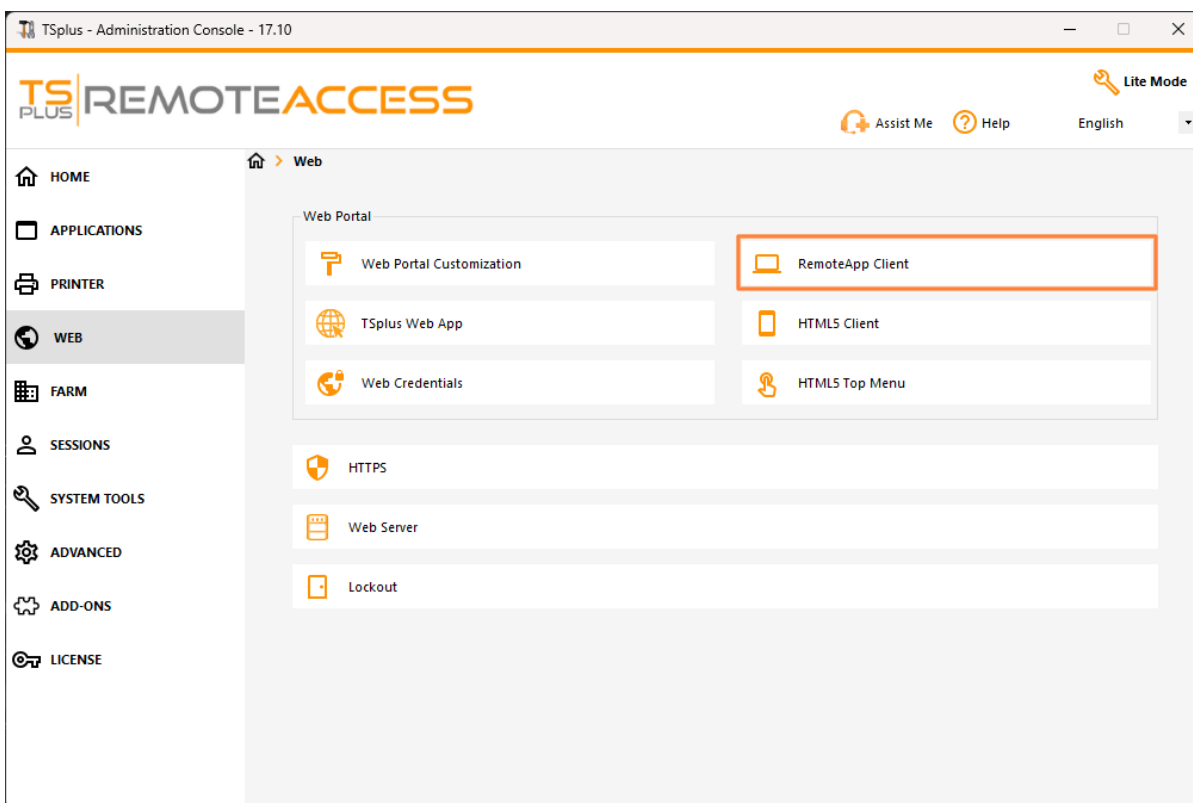 TSplus - Administration Console - 17.10
TS PLUS REMOTEACCESS
Lite Mode
Assist Me
Help
English
HOME
APPLICATIONS
PRINTER
WEB
FARM
SESSIONS
SYSTEM TOOLS
ADVANCED
ADD-ONS
LICENSE
Web
Web Portal
Web Portal Customization
RemoteApp Client
TSplus Web App
HTML5 Client
Web Credentials
HTML5 Top Menu
HTTPS
Web Server
Lockout